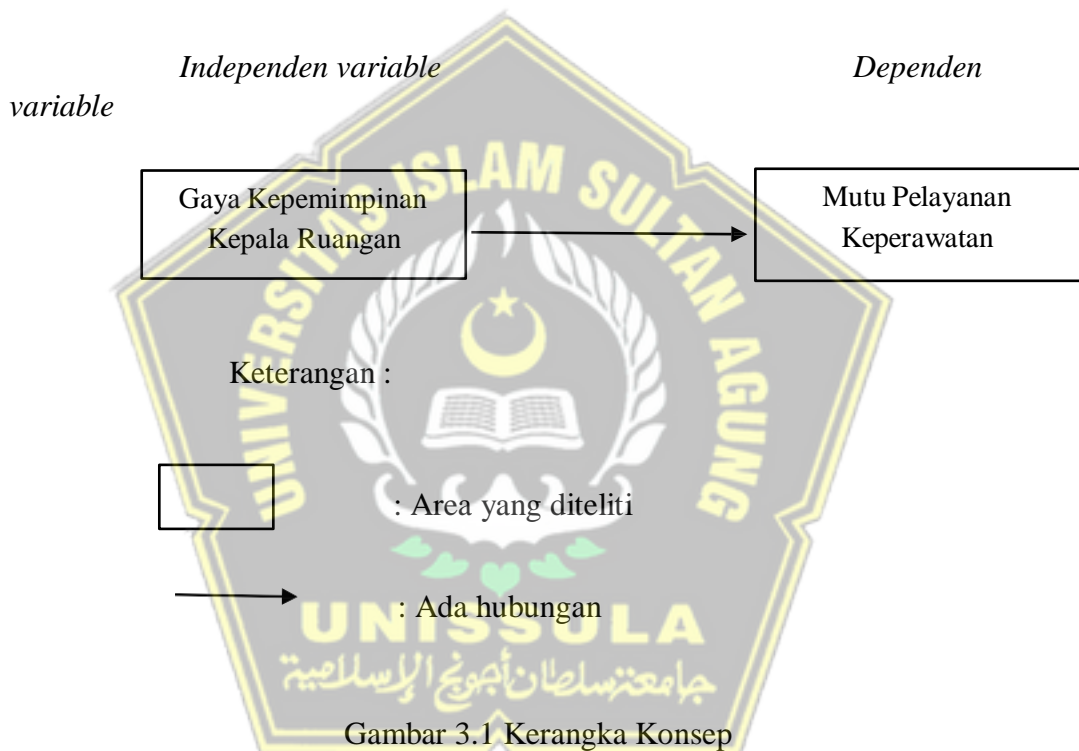 Independen variable Dependen
variable
Gaya Kepemimpinan
Kepala Ruangan
Mutu Pelayanan
Keperawatan
Keterangan :
: Area yang diteliti
: Ada hubungan
Gambar 3.1 Kerangka Konsep
UNIVERSITAS ISLAM SULTAN AGUNG
UNISSULA
جامعة سلطان أجونج الإسلامية